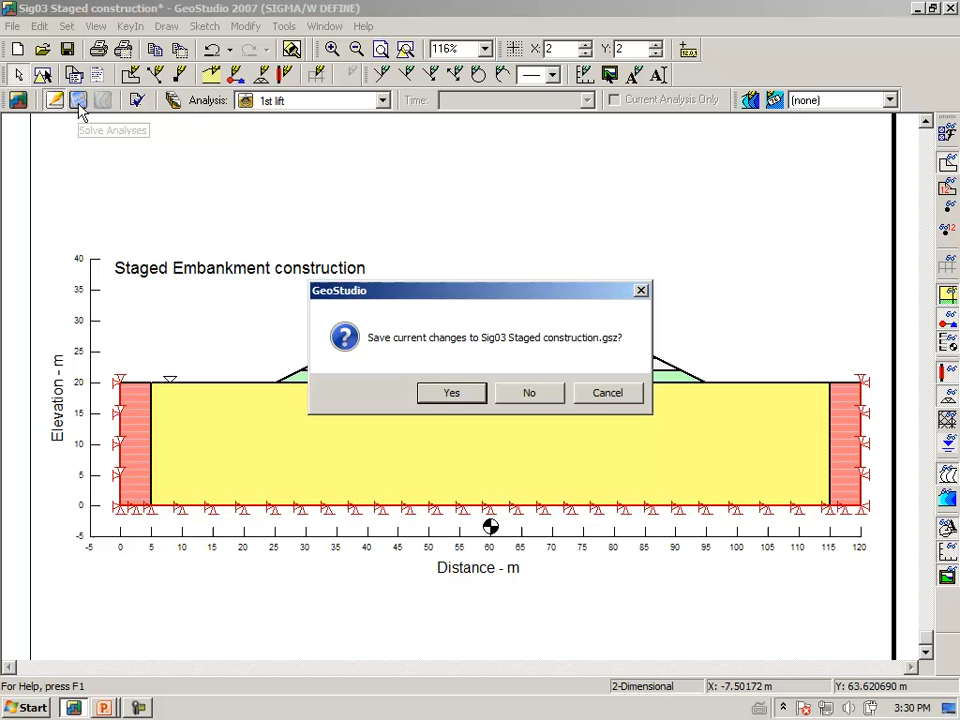 Sig03 Staged construction* - GeoStudio 2007 (SIGMA/W DEFINE)
File Edit Set View KeyIn Draw Sketch Modify Tools Window Help
116% X: 2 Y: 2
Analysis: 1st lift Time: Current Analysis Only (none)
Solve Analyses
Staged Embankment construction
GeoStudio
Save current changes to Sig03 Staged construction.gsz?
Yes No Cancel
Elevation - m
40
35
30
25
20
15
10
5
0
-5
-5 0 5 10 15 20 25 30 35 40 45 50 55 60 65 70 75 80 85 90 95 100 105 110 115 120
Distance - m
For Help, press F1
2-Dimensional X: -7.50172 m Y: 63.620690 m
Start
3:30 PM